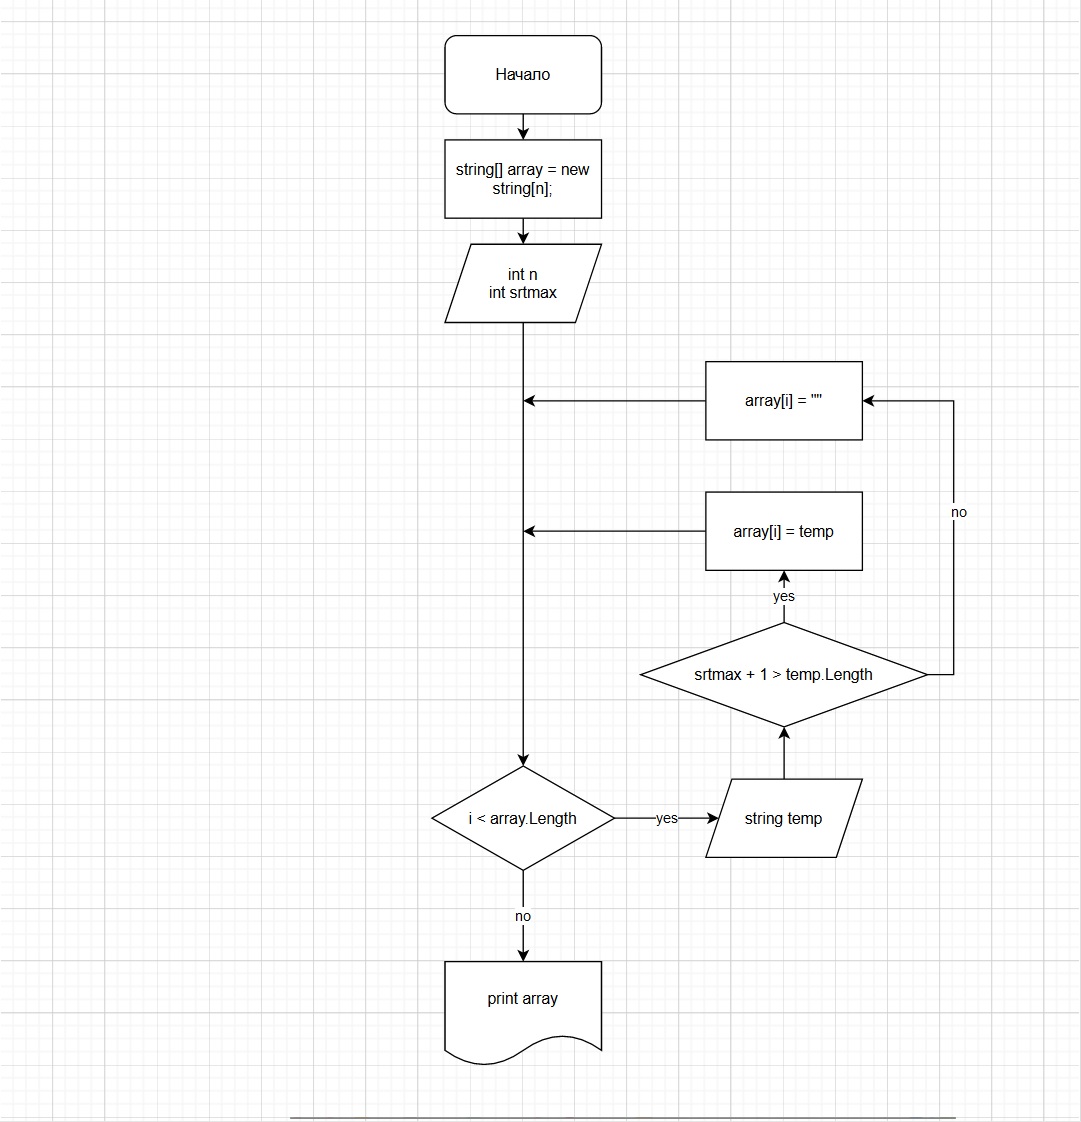 Начало
string[] array = new
string[n];
int n
int srtmax
array[i] = ""
no
array[i] = temp
yes
srtmax + 1 > temp.Length
i < array.Length
yes
string temp
no
print array